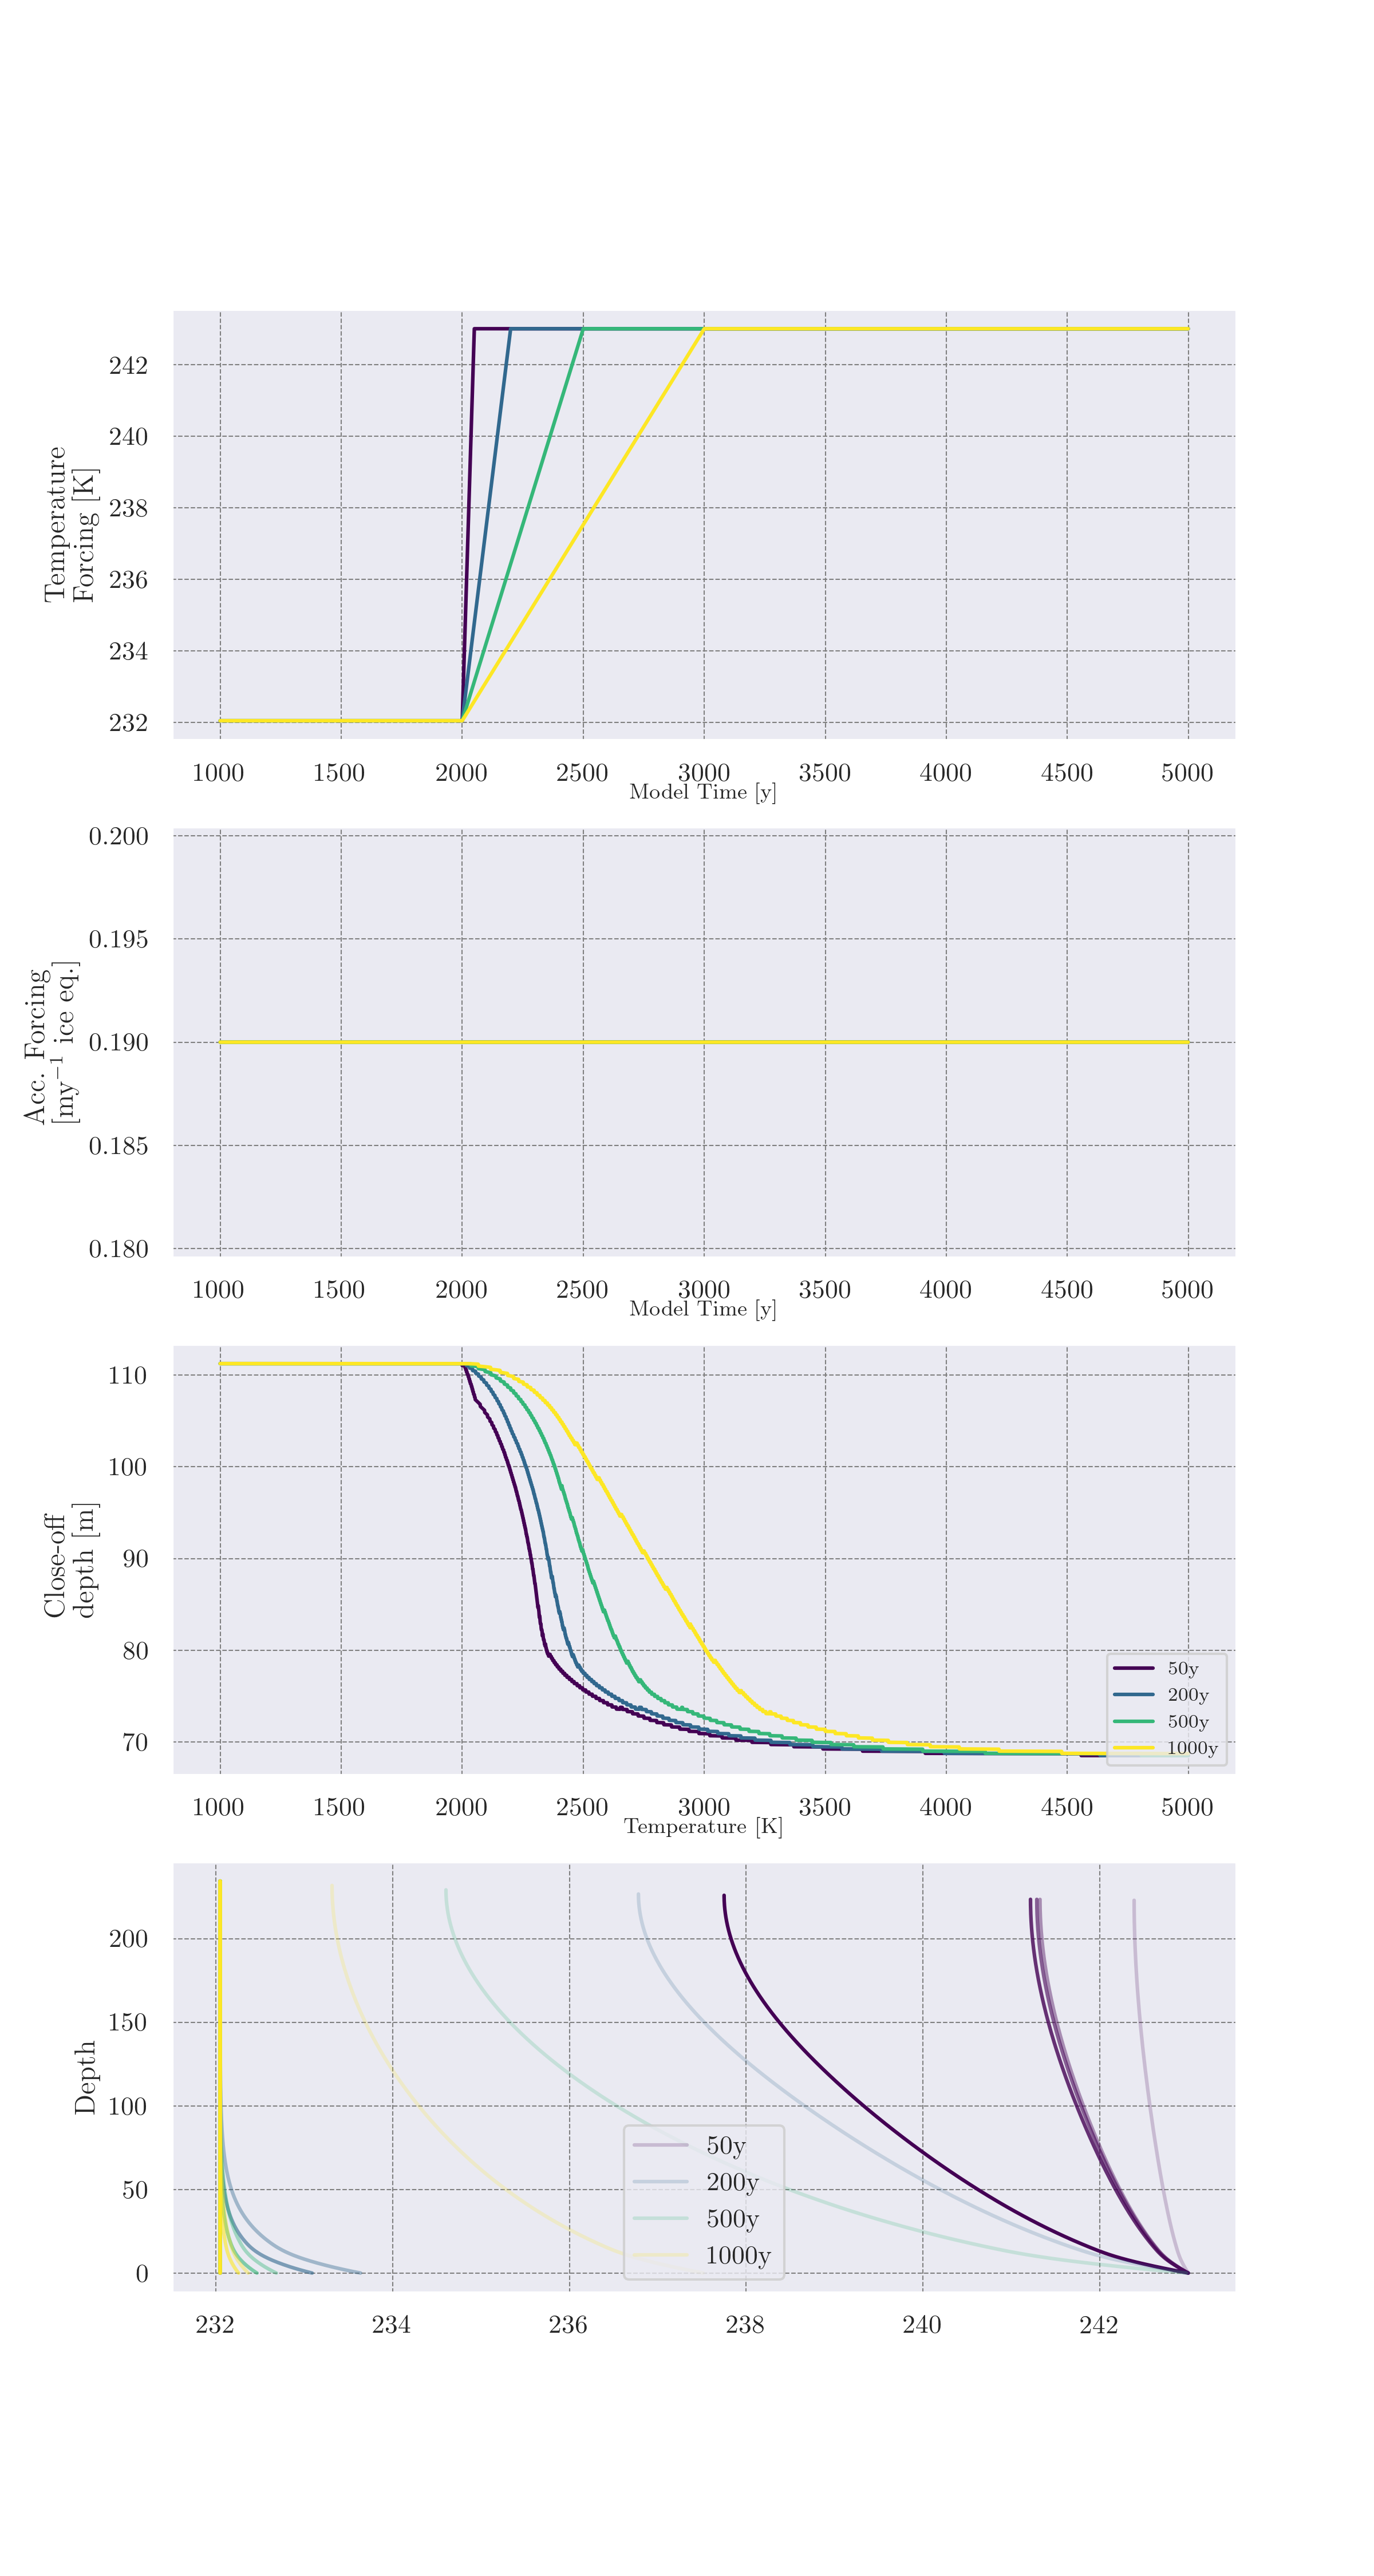 242
240
238
236
234
232
Temperature
Forcing [K]
1000 1500 2000 2500 3000 3500 4000 4500 5000
Model Time [y]
0.200
0.195
0.190
0.185
0.180
Acc. Forcing
[my⁻¹ ice eq.]
1000 1500 2000 2500 3000 3500 4000 4500 5000
Model Time [y]
110
100
90
80
70
Close-off
depth [m]
50y
200y
500y
1000y
1000 1500 2000 2500 3000 3500 4000 4500 5000
Temperature [K]
200
150
100
50
0
Depth
50y
200y
500y
1000y
232 234 236 238 240 242